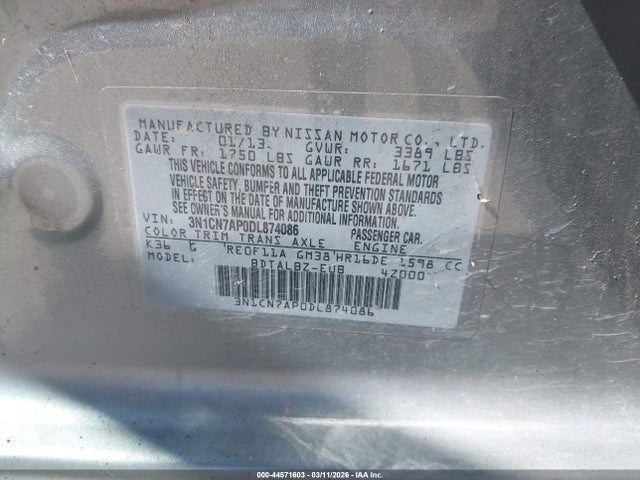 MANUFACTURED BY NISSAN MOTOR CO., LTD.
DATE: 01/13. GVWR: 3369 LBS
GAWR FR: 1750 LBS GAWR RR: 1671 LBS
THIS VEHICLE CONFORMS TO ALL APPLICABLE FEDERAL MOTOR
VEHICLE SAFETY, BUMPER AND THEFT PREVENTION STANDARDS
IN EFFECT ON THE DATE OF MANUFACTURE SHOWN ABOVE.
SEE OWNER'S MANUAL
VIN: 3N1CN7AP0DL874086 PASSENGER CAR.
COLOR TRIM TRANS AXLE ENGINE
K36 G RE0F11A GM38 HR16DE 1598 CC
MODEL: BDTALBZ-EUB 4Z000
3N1CN7AP0DL874086
000-44571603 - 03/11/2026 - IAA Inc.